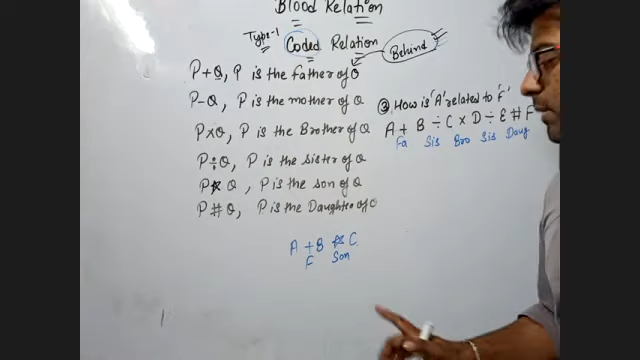 Blood Relation
Type-1
Coded Relation
Behind
P+Q, P is the father of Q
P-Q, P is the mother of Q
P×Q, P is the Brother of Q
P÷Q, P is the sister of Q
P☆Q, P is the son of Q
P#Q, P is the Daughter of Q
③ How is 'A' related to 'F'
A + B ÷ C × D ÷ E # F
Fa Sis Bro Sis Daug
A + B ☆ C
F Son